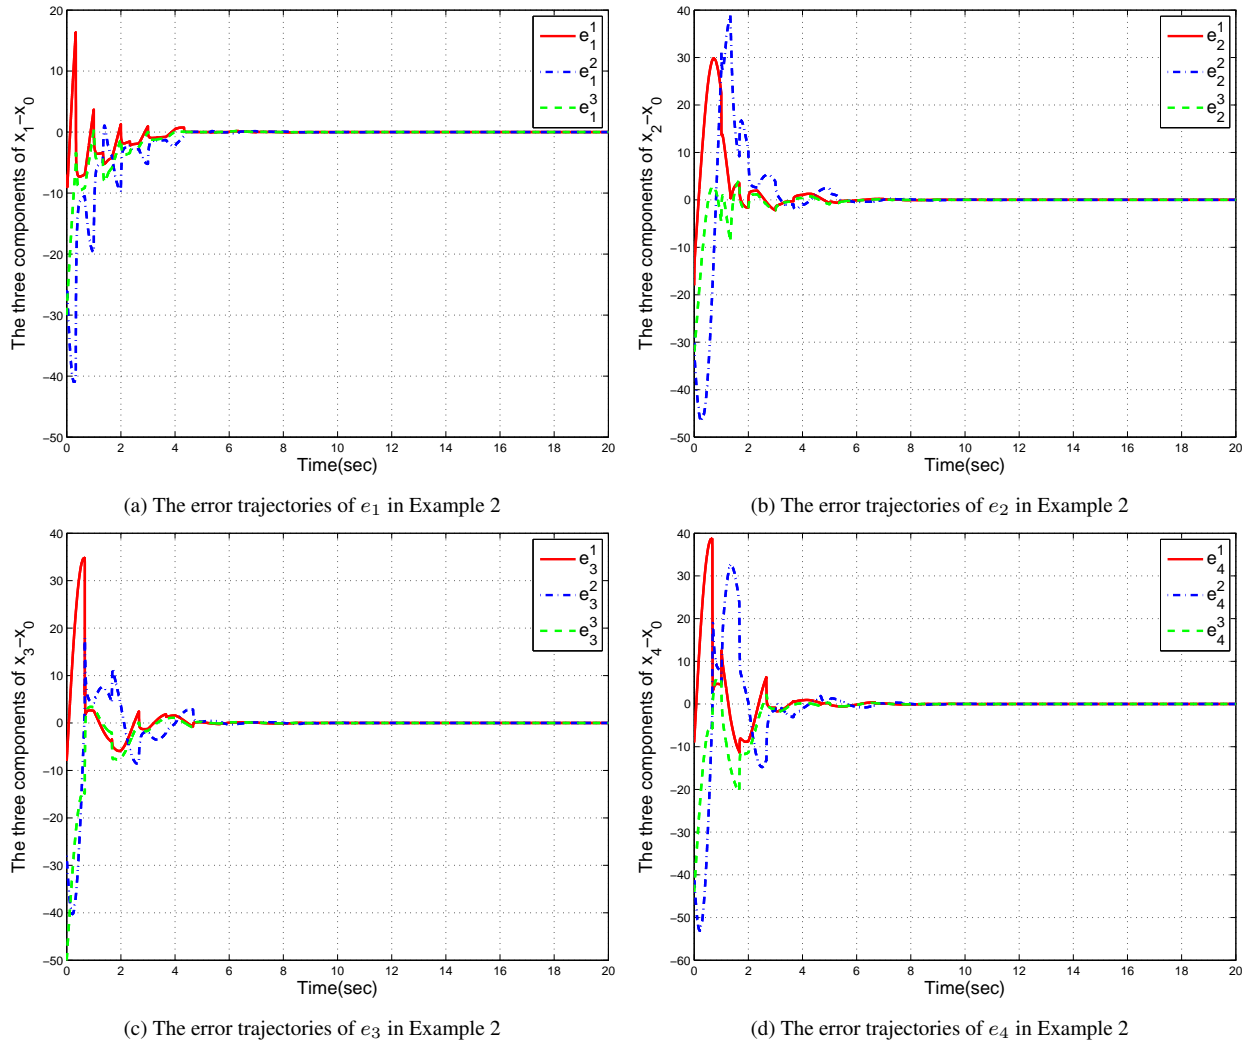 20
10
0
−10
−20
−30
−40
−50
0 2 4 6 8 10 12 14 16 18 20
The three components of x₁−x₀
Time(sec)
e₁¹
e₁²
e₁³
(a) The error trajectories of e₁ in Example 2
40
30
20
10
0
−10
−20
−30
−40
−50
0 2 4 6 8 10 12 14 16 18 20
The three components of x₂−x₀
Time(sec)
e₂¹
e₂²
e₂³
(b) The error trajectories of e₂ in Example 2
40
30
20
10
0
−10
−20
−30
−40
−50
0 2 4 6 8 10 12 14 16 18 20
The three components of x₃−x₀
Time(sec)
e₃¹
e₃²
e₃³
(c) The error trajectories of e₃ in Example 2
40
30
20
10
0
−10
−20
−30
−40
−50
−60
0 2 4 6 8 10 12 14 16 18 20
The three components of x₄−x₀
Time(sec)
e₄¹
e₄²
e₄³
(d) The error trajectories of e₄ in Example 2